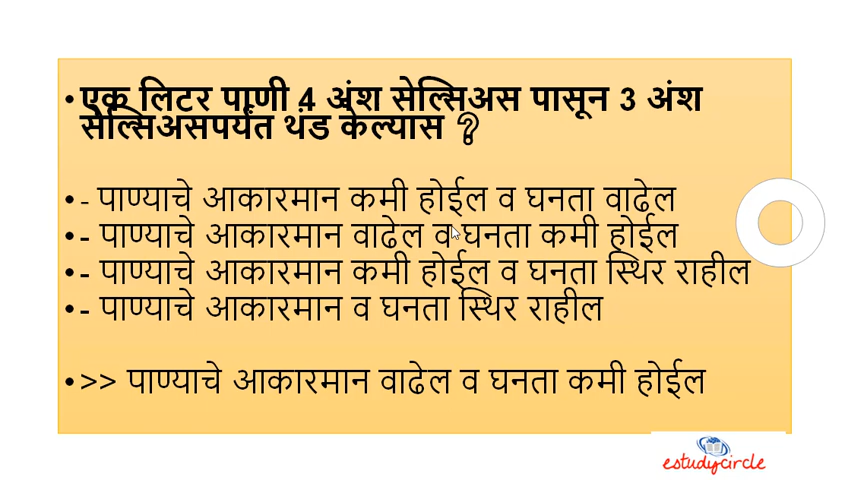 • एक लिटर पाणी 4 अंश सेल्सिअस पासून 3 अंश
सेल्सिअसपर्यंत थंड केल्यास ?
• - पाण्याचे आकारमान कमी होईल व घनता वाढेल
• - पाण्याचे आकारमान वाढेल व घनता कमी होईल
• - पाण्याचे आकारमान कमी होईल व घनता स्थिर राहील
• - पाण्याचे आकारमान व घनता स्थिर राहील
• >> पाण्याचे आकारमान वाढेल व घनता कमी होईल
estudycircle